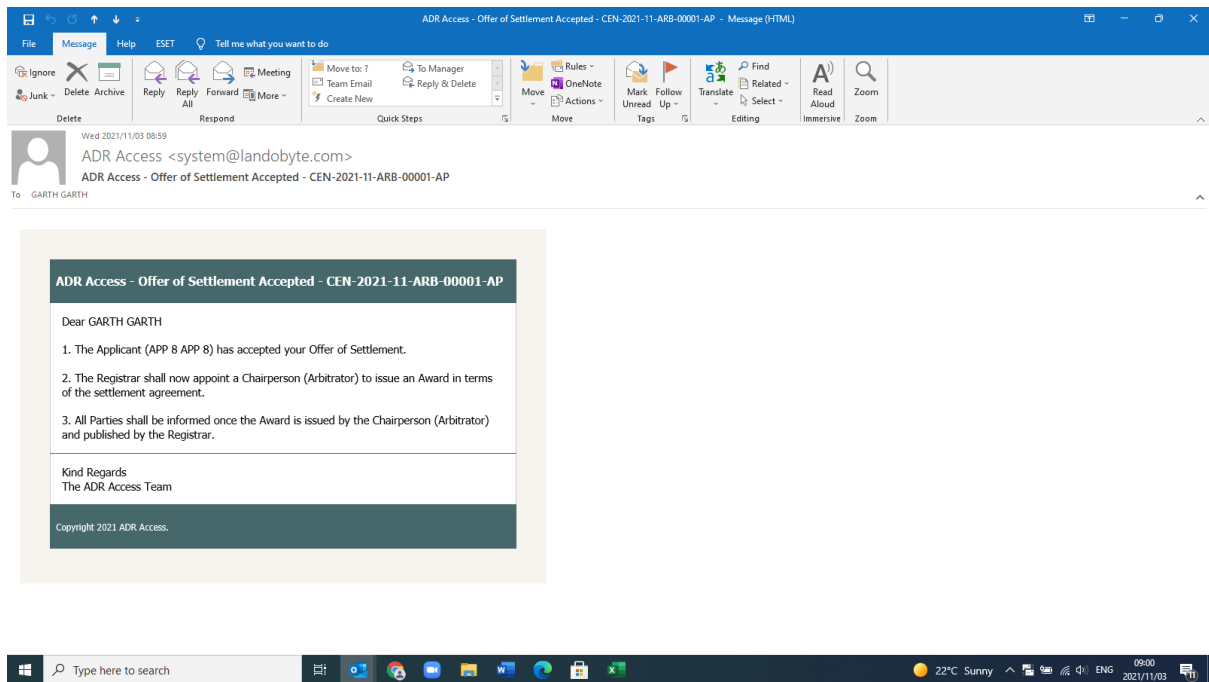 ADR Access - Offer of Settlement Accepted - CEN-2021-11-ARB-00001-AP - Message (HTML)
File Message Help ESET Tell me what you want to do
Ignore
Junk
Delete
Archive
Delete
Reply
Reply All
Forward
Meeting
More
Respond
Move to: ?
Team Email
Create New
To Manager
Reply & Delete
Quick Steps
Move
Rules
OneNote
Actions
Move
Mark Unread
Follow Up
Tags
Translate
Find
Related
Select
Editing
Read Aloud
Immersive
Zoom
Zoom
Wed 2021/11/03 08:59
ADR Access <system@landobyte.com>
ADR Access - Offer of Settlement Accepted - CEN-2021-11-ARB-00001-AP
To GARTH GARTH
ADR Access - Offer of Settlement Accepted - CEN-2021-11-ARB-00001-AP
Dear GARTH GARTH
1. The Applicant (APP 8 APP 8) has accepted your Offer of Settlement.
2. The Registrar shall now appoint a Chairperson (Arbitrator) to issue an Award in terms
of the settlement agreement.
3. All Parties shall be informed once the Award is issued by the Chairperson (Arbitrator)
and published by the Registrar.
Kind Regards
The ADR Access Team
Copyright 2021 ADR Access.
Type here to search
22°C Sunny
ENG
09:00
2021/11/03